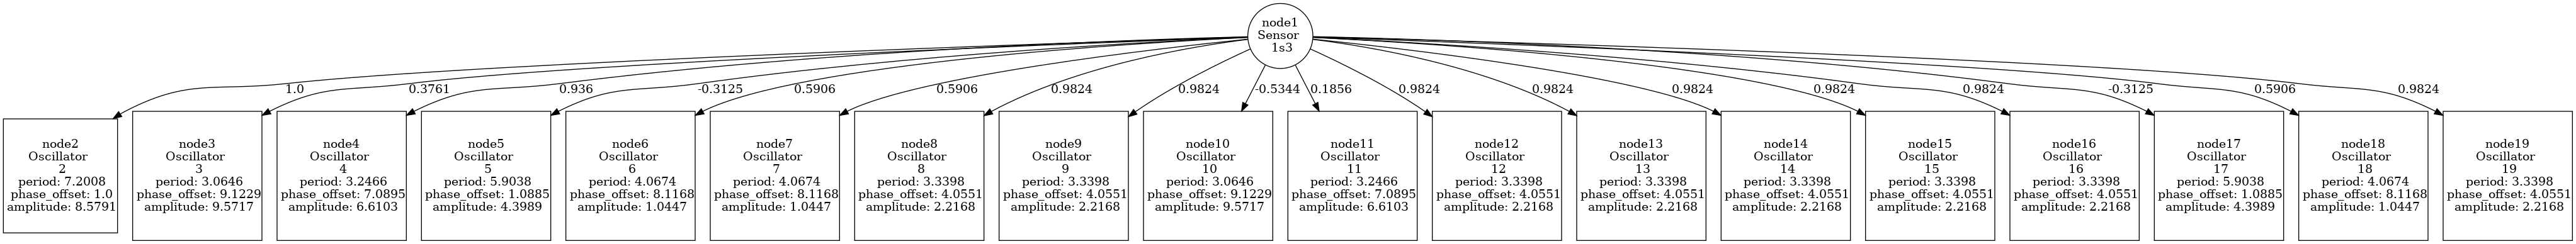 node1
Sensor
1s3
1.0
0.3761
0.936
-0.3125
0.5906
0.5906
0.9824
0.9824
-0.5344
0.1856
0.9824
0.9824
0.9824
0.9824
0.9824
-0.3125
0.5906
0.9824
node2
Oscillator
2
period: 7.2008
phase_offset: 1.0
amplitude: 8.5791
node3
Oscillator
3
period: 3.0646
phase_offset: 9.1229
amplitude: 9.5717
node4
Oscillator
4
period: 3.2466
phase_offset: 7.0895
amplitude: 6.6103
node5
Oscillator
5
period: 5.9038
phase_offset: 1.0885
amplitude: 4.3989
node6
Oscillator
6
period: 4.0674
phase_offset: 8.1168
amplitude: 1.0447
node7
Oscillator
7
period: 4.0674
phase_offset: 8.1168
amplitude: 1.0447
node8
Oscillator
8
period: 3.3398
phase_offset: 4.0551
amplitude: 2.2168
node9
Oscillator
9
period: 3.3398
phase_offset: 4.0551
amplitude: 2.2168
node10
Oscillator
10
period: 3.0646
phase_offset: 9.1229
amplitude: 9.5717
node11
Oscillator
11
period: 3.2466
phase_offset: 7.0895
amplitude: 6.6103
node12
Oscillator
12
period: 3.3398
phase_offset: 4.0551
amplitude: 2.2168
node13
Oscillator
13
period: 3.3398
phase_offset: 4.0551
amplitude: 2.2168
node14
Oscillator
14
period: 3.3398
phase_offset: 4.0551
amplitude: 2.2168
node15
Oscillator
15
period: 3.3398
phase_offset: 4.0551
amplitude: 2.2168
node16
Oscillator
16
period: 3.3398
phase_offset: 4.0551
amplitude: 2.2168
node17
Oscillator
17
period: 5.9038
phase_offset: 1.0885
amplitude: 4.3989
node18
Oscillator
18
period: 4.0674
phase_offset: 8.1168
amplitude: 1.0447
node19
Oscillator
19
period: 3.3398
phase_offset: 4.0551
amplitude: 2.2168